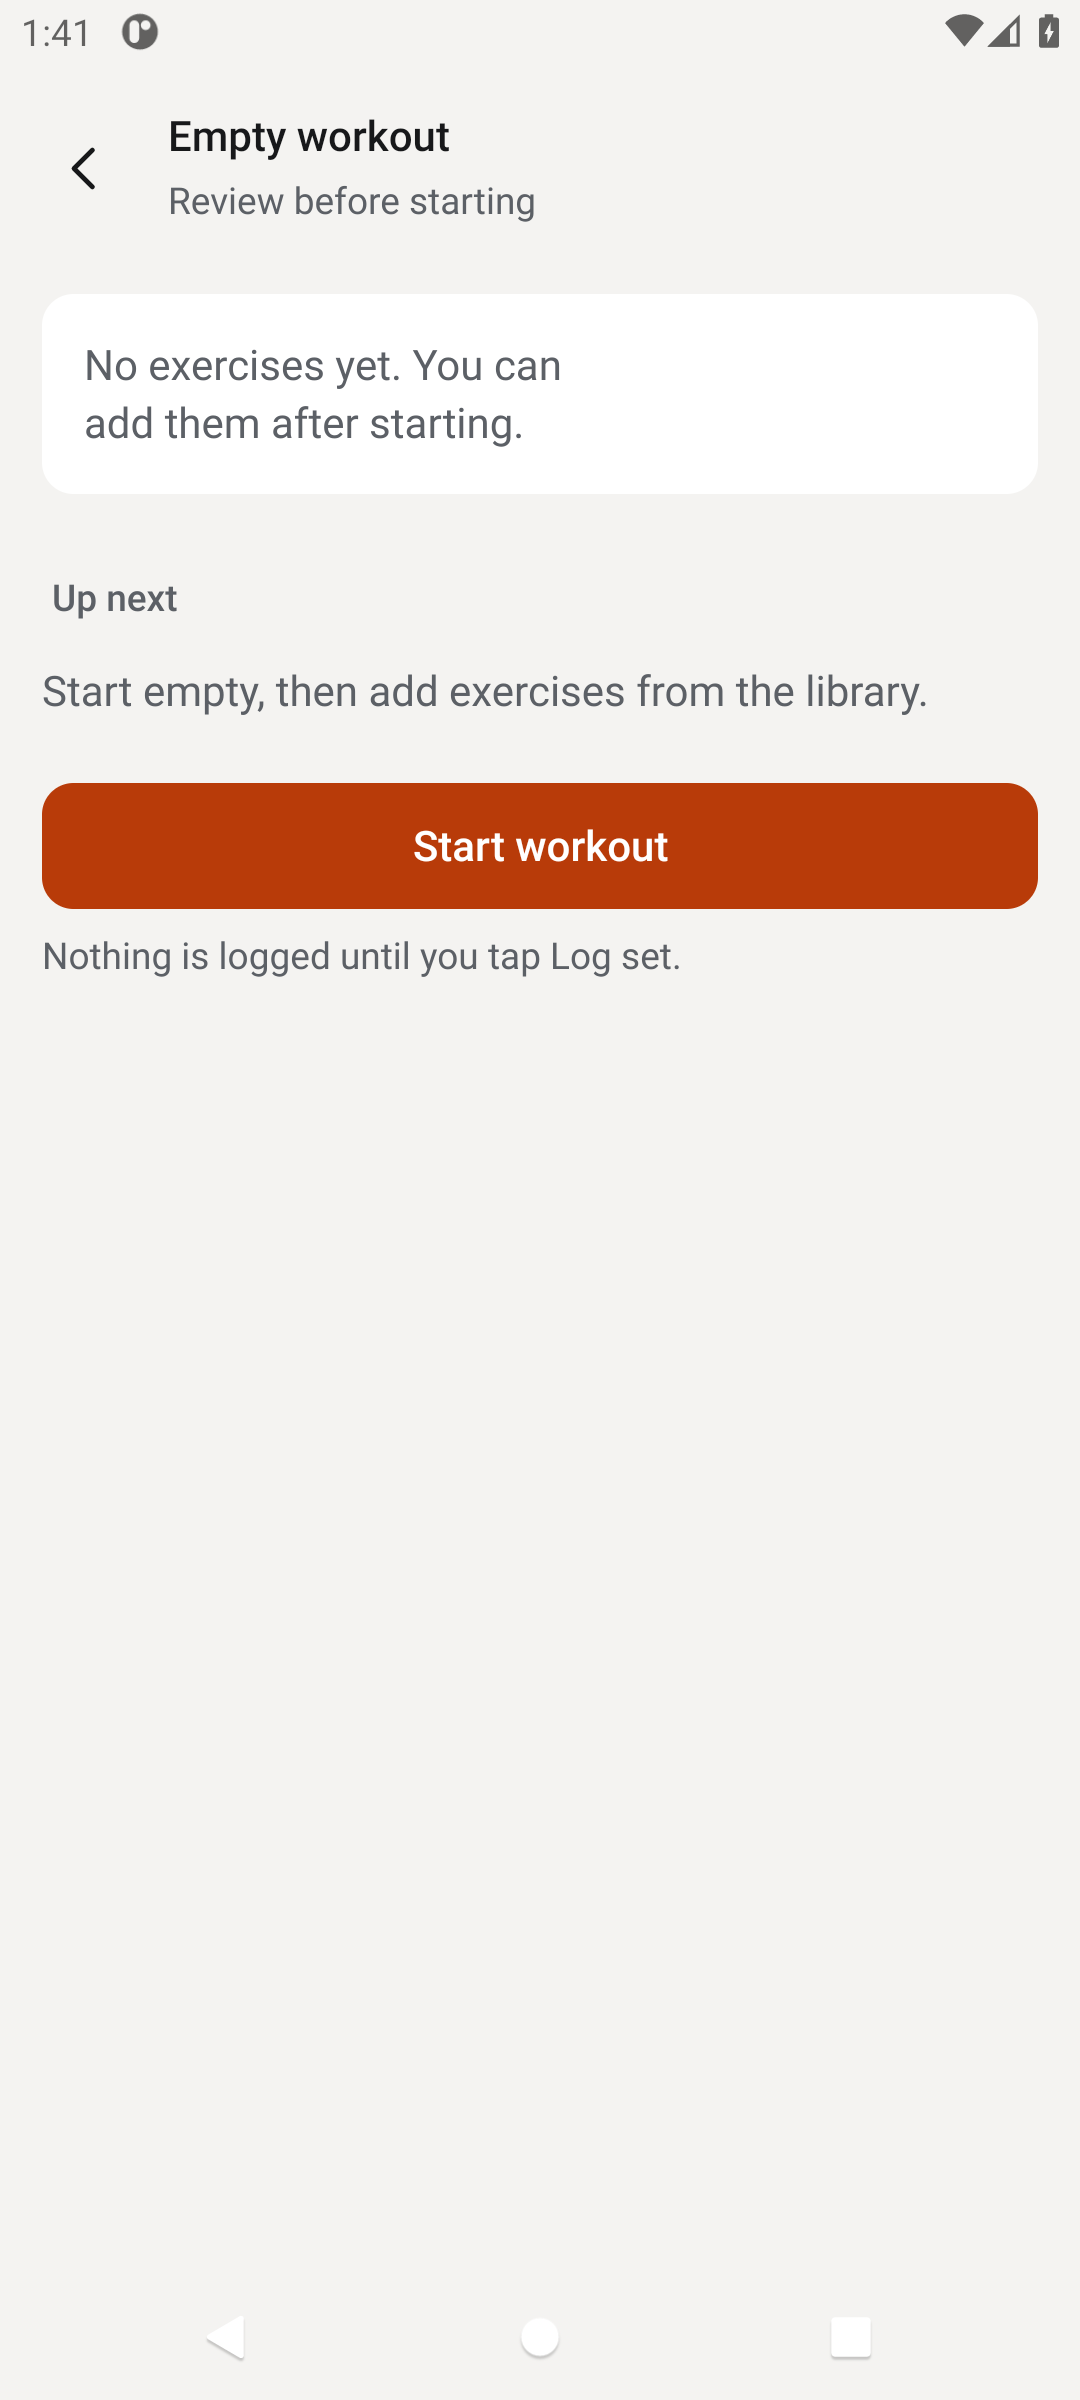 1:41
Empty workout
Review before starting
No exercises yet. You can
add them after starting.
Up next
Start empty, then add exercises from the library.
Start workout
Nothing is logged until you tap Log set.